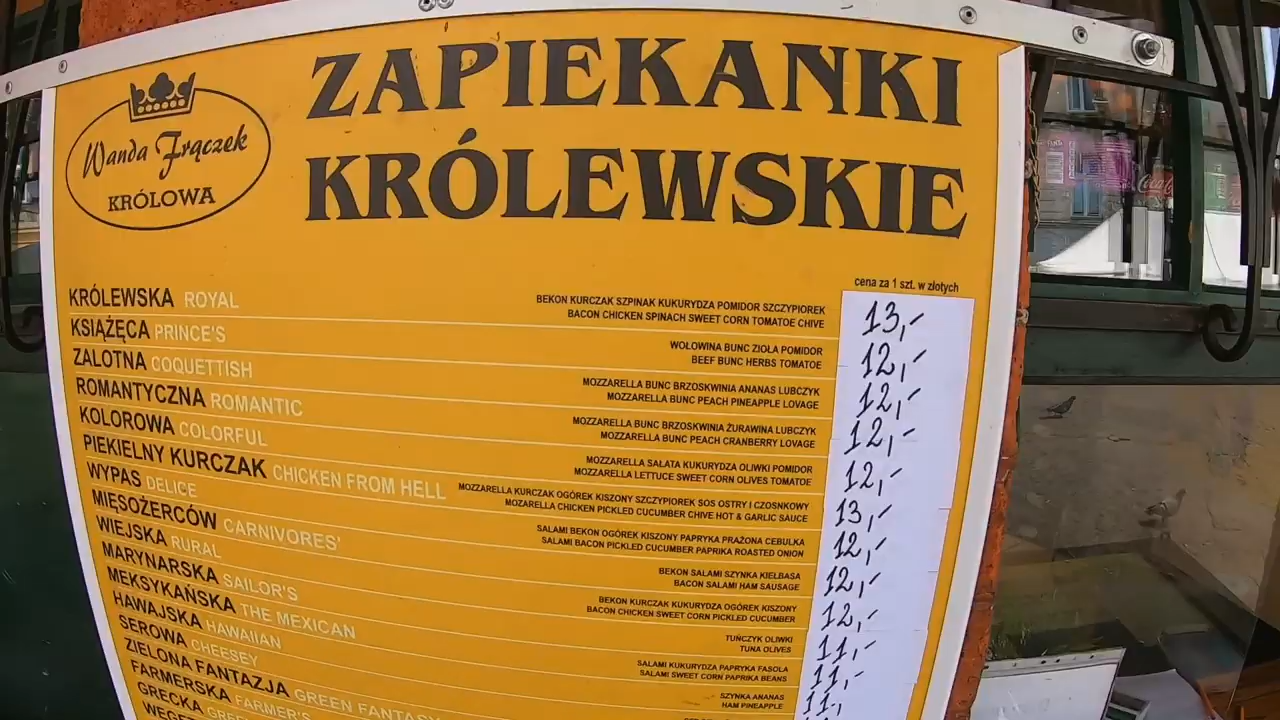 ZAPIEKANKI
KRÓLEWSKIE
Wanda Frączek
KRÓLOWA
cena za 1 szt. w złotych
KRÓLEWSKA ROYAL
BEKON KURCZAK SZPINAK KUKURYDZA POMIDOR SZCZYPIOREK
BACON CHICKEN SPINACH SWEET CORN TOMATOE CHIVE
13,-
KSIĄŻĘCA PRINCE'S
WOŁOWINA BUNC ZIOŁA POMIDOR
BEEF BUNC HERBS TOMATOE
12,-
ZALOTNA COQUETTISH
MOZZARELLA BUNC BRZOSKWINIA ANANAS LUBCZYK
MOZZARELLA BUNC PEACH PINEAPPLE LOVAGE
12,-
ROMANTYCZNA ROMANTIC
MOZZARELLA BUNC BRZOSKWINIA ŻURAWINA LUBCZYK
MOZZARELLA BUNC PEACH CRANBERRY LOVAGE
12,-
KOLOROWA COLORFUL
MOZZARELLA SAŁATA KUKURYDZA OLIWKI POMIDOR
MOZZARELLA LETTUCE SWEET CORN OLIVES TOMATOE
12,-
PIEKIELNY KURCZAK CHICKEN FROM HELL
MOZZARELLA KURCZAK OGÓREK KISZONY SZCZYPIOREK SOS OSTRY I CZOSNKOWY
MOZARELLA CHICKEN PICKLED CUCUMBER CHIVE HOT & GARLIC SAUCE
13,-
WYPAS DELICE
SALAMI BEKON OGÓREK KISZONY PAPRYKA PRAŻONA CEBULKA
SALAMI BACON PICKLED CUCUMBER PAPRIKA ROASTED ONION
12,-
MIĘSOŻERCÓW CARNIVORES'
BEKON SALAMI SZYNKA KIEŁBASA
BACON SALAMI HAM SAUSAGE
12,-
WIEJSKA RURAL
BEKON KURCZAK KUKURYDZA OGÓREK KISZONY
BACON CHICKEN SWEET CORN PICKLED CUCUMBER
12,-
MARYNARSKA SAILOR'S
TUŃCZYK OLIWKI
TUNA OLIVES
11,-
MEKSYKAŃSKA THE MEXICAN
SALAMI KUKURYDZA PAPRYKA FASOLA
SALAMI SWEET CORN PAPRIKA BEANS
11,-
HAWAJSKA HAWAIIAN
SZYNKA ANANAS
HAM PINEAPPLE
11,-
SEROWA CHEESEY
ZIELONA FANTAZJA GREEN FANTASY
FARMERSKA FARMER'S
GRECKA
Coca-Cola